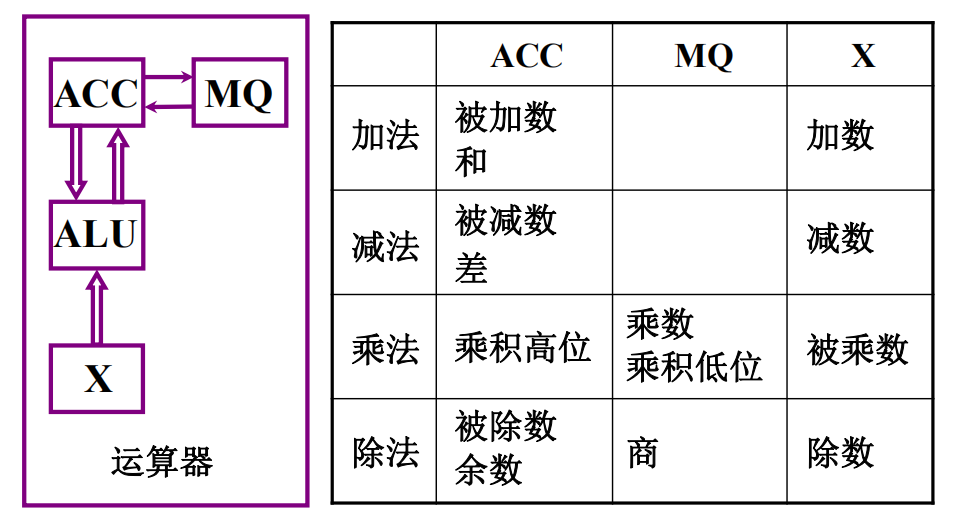 ACC
MQ
ALU
X
运算器
ACC MQ X
加法 被加数 加数
和
减法 被减数 减数
差
乘法 乘积高位 乘数 被乘数
乘积低位
除法 被除数 商 除数
余数